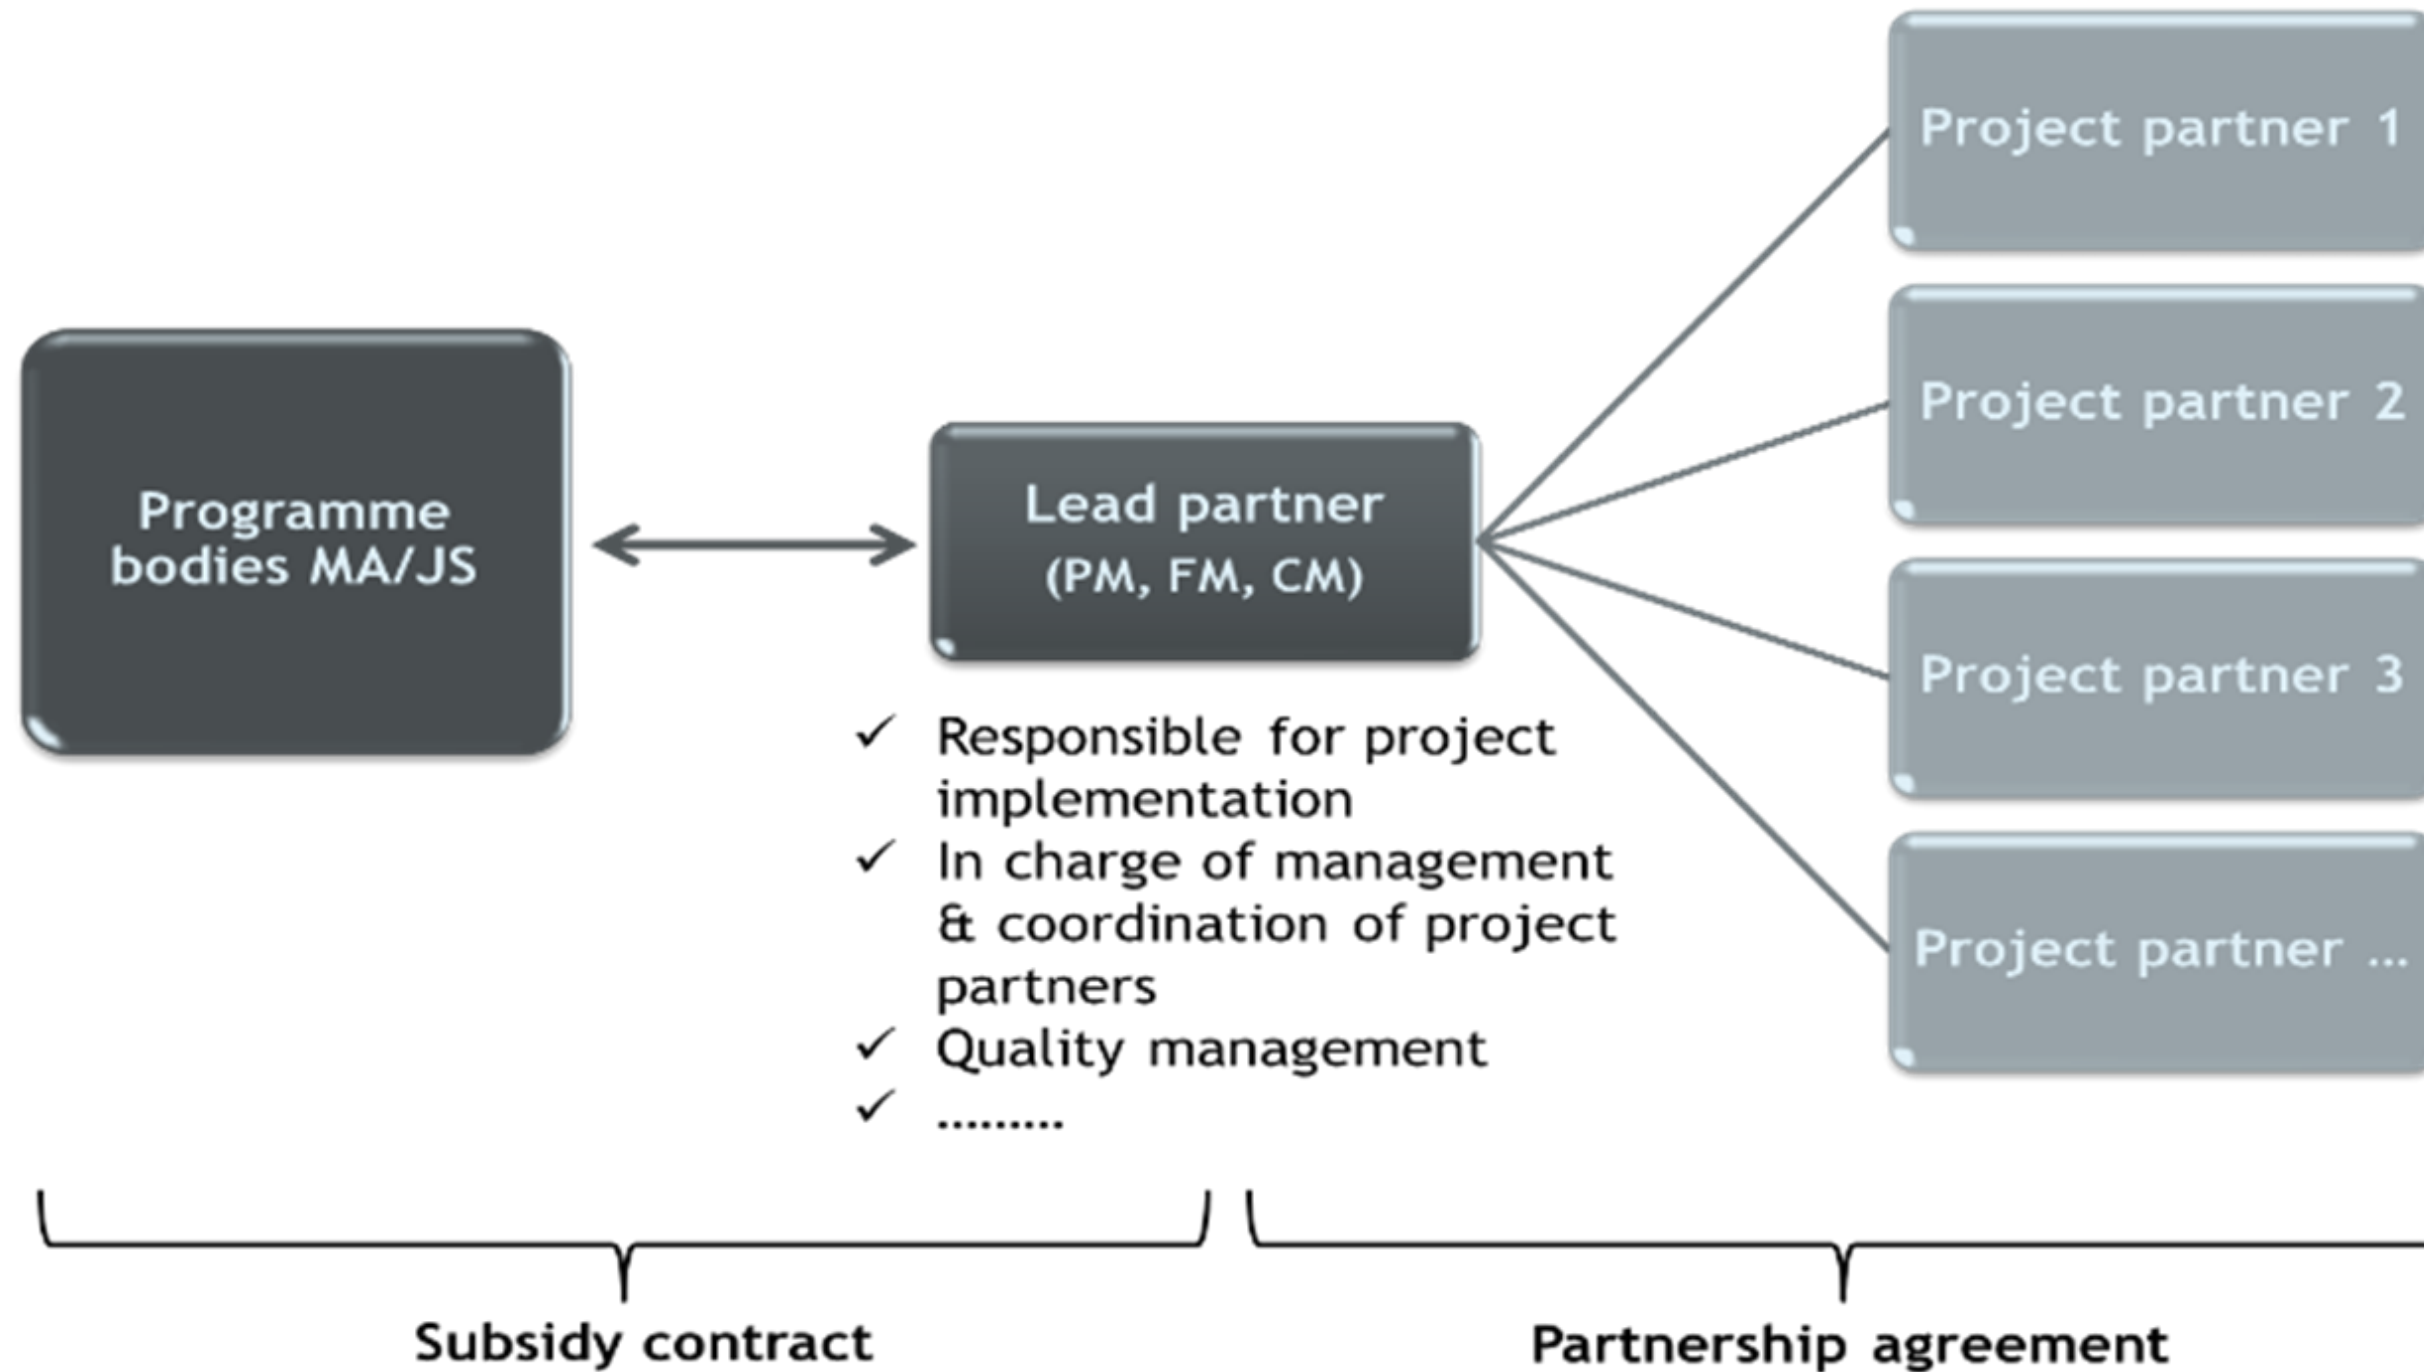 Programme
bodies MA/JS
Lead partner
(PM, FM, CM)
✓ Responsible for project
implementation
✓ In charge of management
& coordination of project
partners
✓ Quality management
✓ .........
Project partner 1
Project partner 2
Project partner 3
Project partner ...
Subsidy contract
Partnership agreement